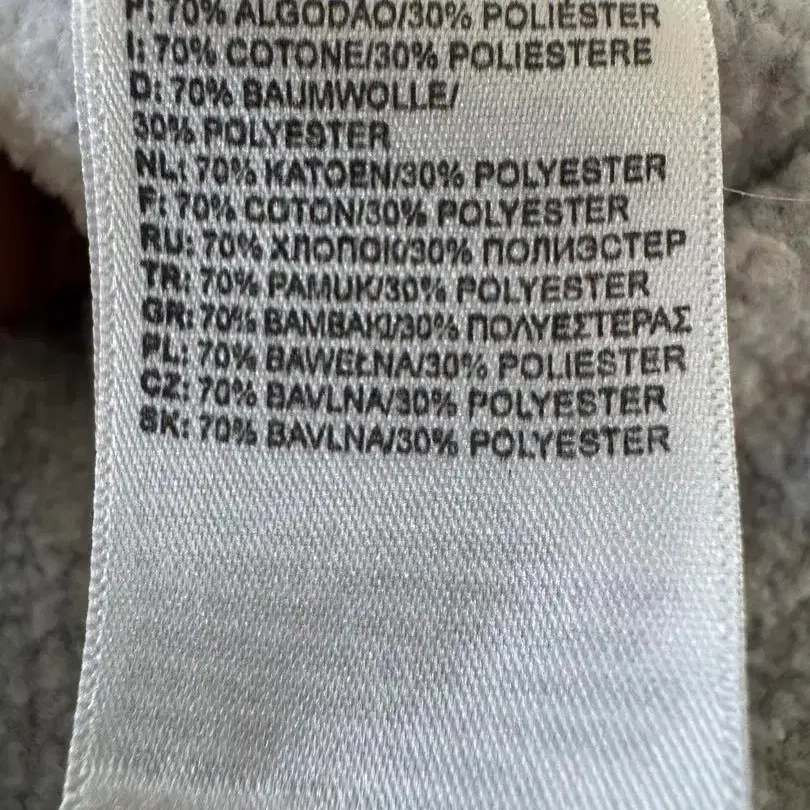 P: 70% ALGODÃO/30% POLIÉSTER
I: 70% COTONE/30% POLIESTERE
D: 70% BAUMWOLLE/
30% POLYESTER
NL: 70% KATOEN/30% POLYESTER
F: 70% COTON/30% POLYESTER
RU: 70% ХЛОПОК/30% ПОЛИЭСТЕР
TR: 70% PAMUK/30% POLYESTER
GR: 70% ΒΑΜΒΑΚΙ/30% ΠΟΛΥΕΣΤΕΡΑΣ
PL: 70% BAWEŁNA/30% POLIESTER
CZ: 70% BAVLNA/30% POLYESTER
SK: 70% BAVLNA/30% POLYESTER